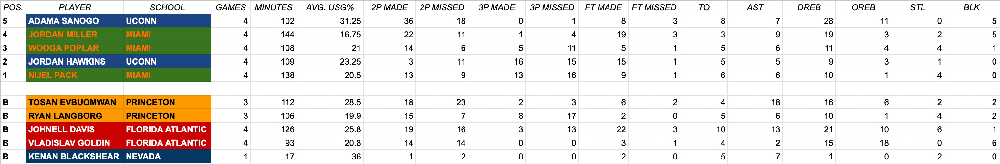 POS. PLAYER SCHOOL GAMES MINUTES AVG. USG% 2P MADE 2P MISSED 3P MADE 3P MISSED FT MADE FT MISSED TO AST DREB OREB STL BLK
5 ADAMA SANOGO UCONN 4 102 31.25 36 18 0 1 8 3 8 7 28 11 0 5
4 JORDAN MILLER MIAMI 4 144 16.75 22 11 1 4 19 3 3 9 19 3 2 5
3 WOOGA POPLAR MIAMI 4 108 21 14 6 5 11 5 1 5 6 11 4 4 1
2 JORDAN HAWKINS UCONN 4 109 23.25 3 11 16 15 15 1 5 5 9 3 1 0
1 NIJEL PACK MIAMI 4 138 20.5 13 9 13 16 9 1 6 6 10 1 4 0
B TOSAN EVBUOMWAN PRINCETON 3 112 28.5 18 23 2 3 6 2 4 18 16 6 2 2
B RYAN LANGBORG PRINCETON 3 106 19.9 15 7 8 17 2 0 5 6 10 1 4 2
B JOHNELL DAVIS FLORIDA ATLANTIC 4 126 25.8 19 16 3 13 22 3 10 13 21 10 6 1
B VLADISLAV GOLDIN FLORIDA ATLANTIC 4 93 20.8 14 14 0 0 3 1 4 2 15 18 0 6
B KENAN BLACKSHEAR NEVADA 1 17 36 1 2 0 0 2 0 5 7 1 0 2 0